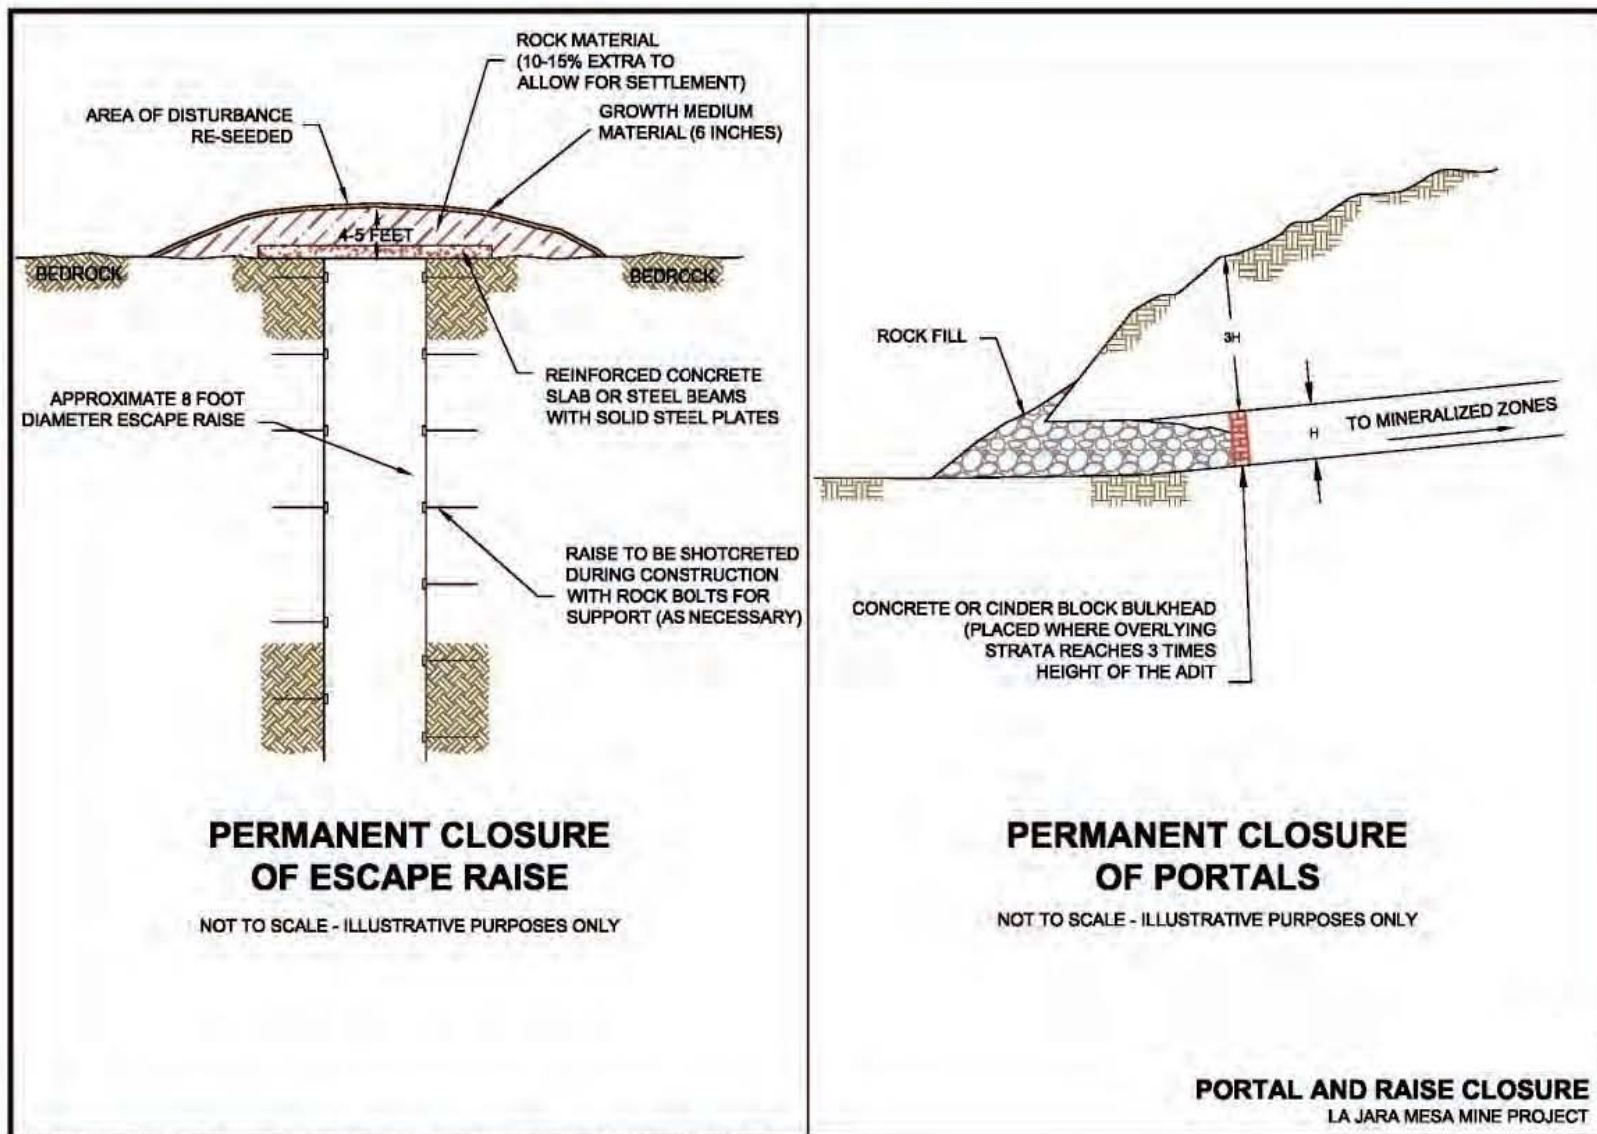 ROCK MATERIAL
(10-15% EXTRA TO
ALLOW FOR SETTLEMENT)
AREA OF DISTURBANCE
RE-SEEDED
GROWTH MEDIUM
MATERIAL (6 INCHES)
4-5 FEET
BEDROCK
BEDROCK
REINFORCED CONCRETE
SLAB OR STEEL BEAMS
WITH SOLID STEEL PLATES
APPROXIMATE 8 FOOT
DIAMETER ESCAPE RAISE
RAISE TO BE SHOTCRETED
DURING CONSTRUCTION
WITH ROCK BOLTS FOR
SUPPORT (AS NECESSARY)
PERMANENT CLOSURE
OF ESCAPE RAISE
NOT TO SCALE - ILLUSTRATIVE PURPOSES ONLY
ROCK FILL
3H
H
TO MINERALIZED ZONES
CONCRETE OR CINDER BLOCK BULKHEAD
(PLACED WHERE OVERLYING
STRATA REACHES 3 TIMES
HEIGHT OF THE ADIT
PERMANENT CLOSURE
OF PORTALS
NOT TO SCALE - ILLUSTRATIVE PURPOSES ONLY
PORTAL AND RAISE CLOSURE
LA JARA MESA MINE PROJECT